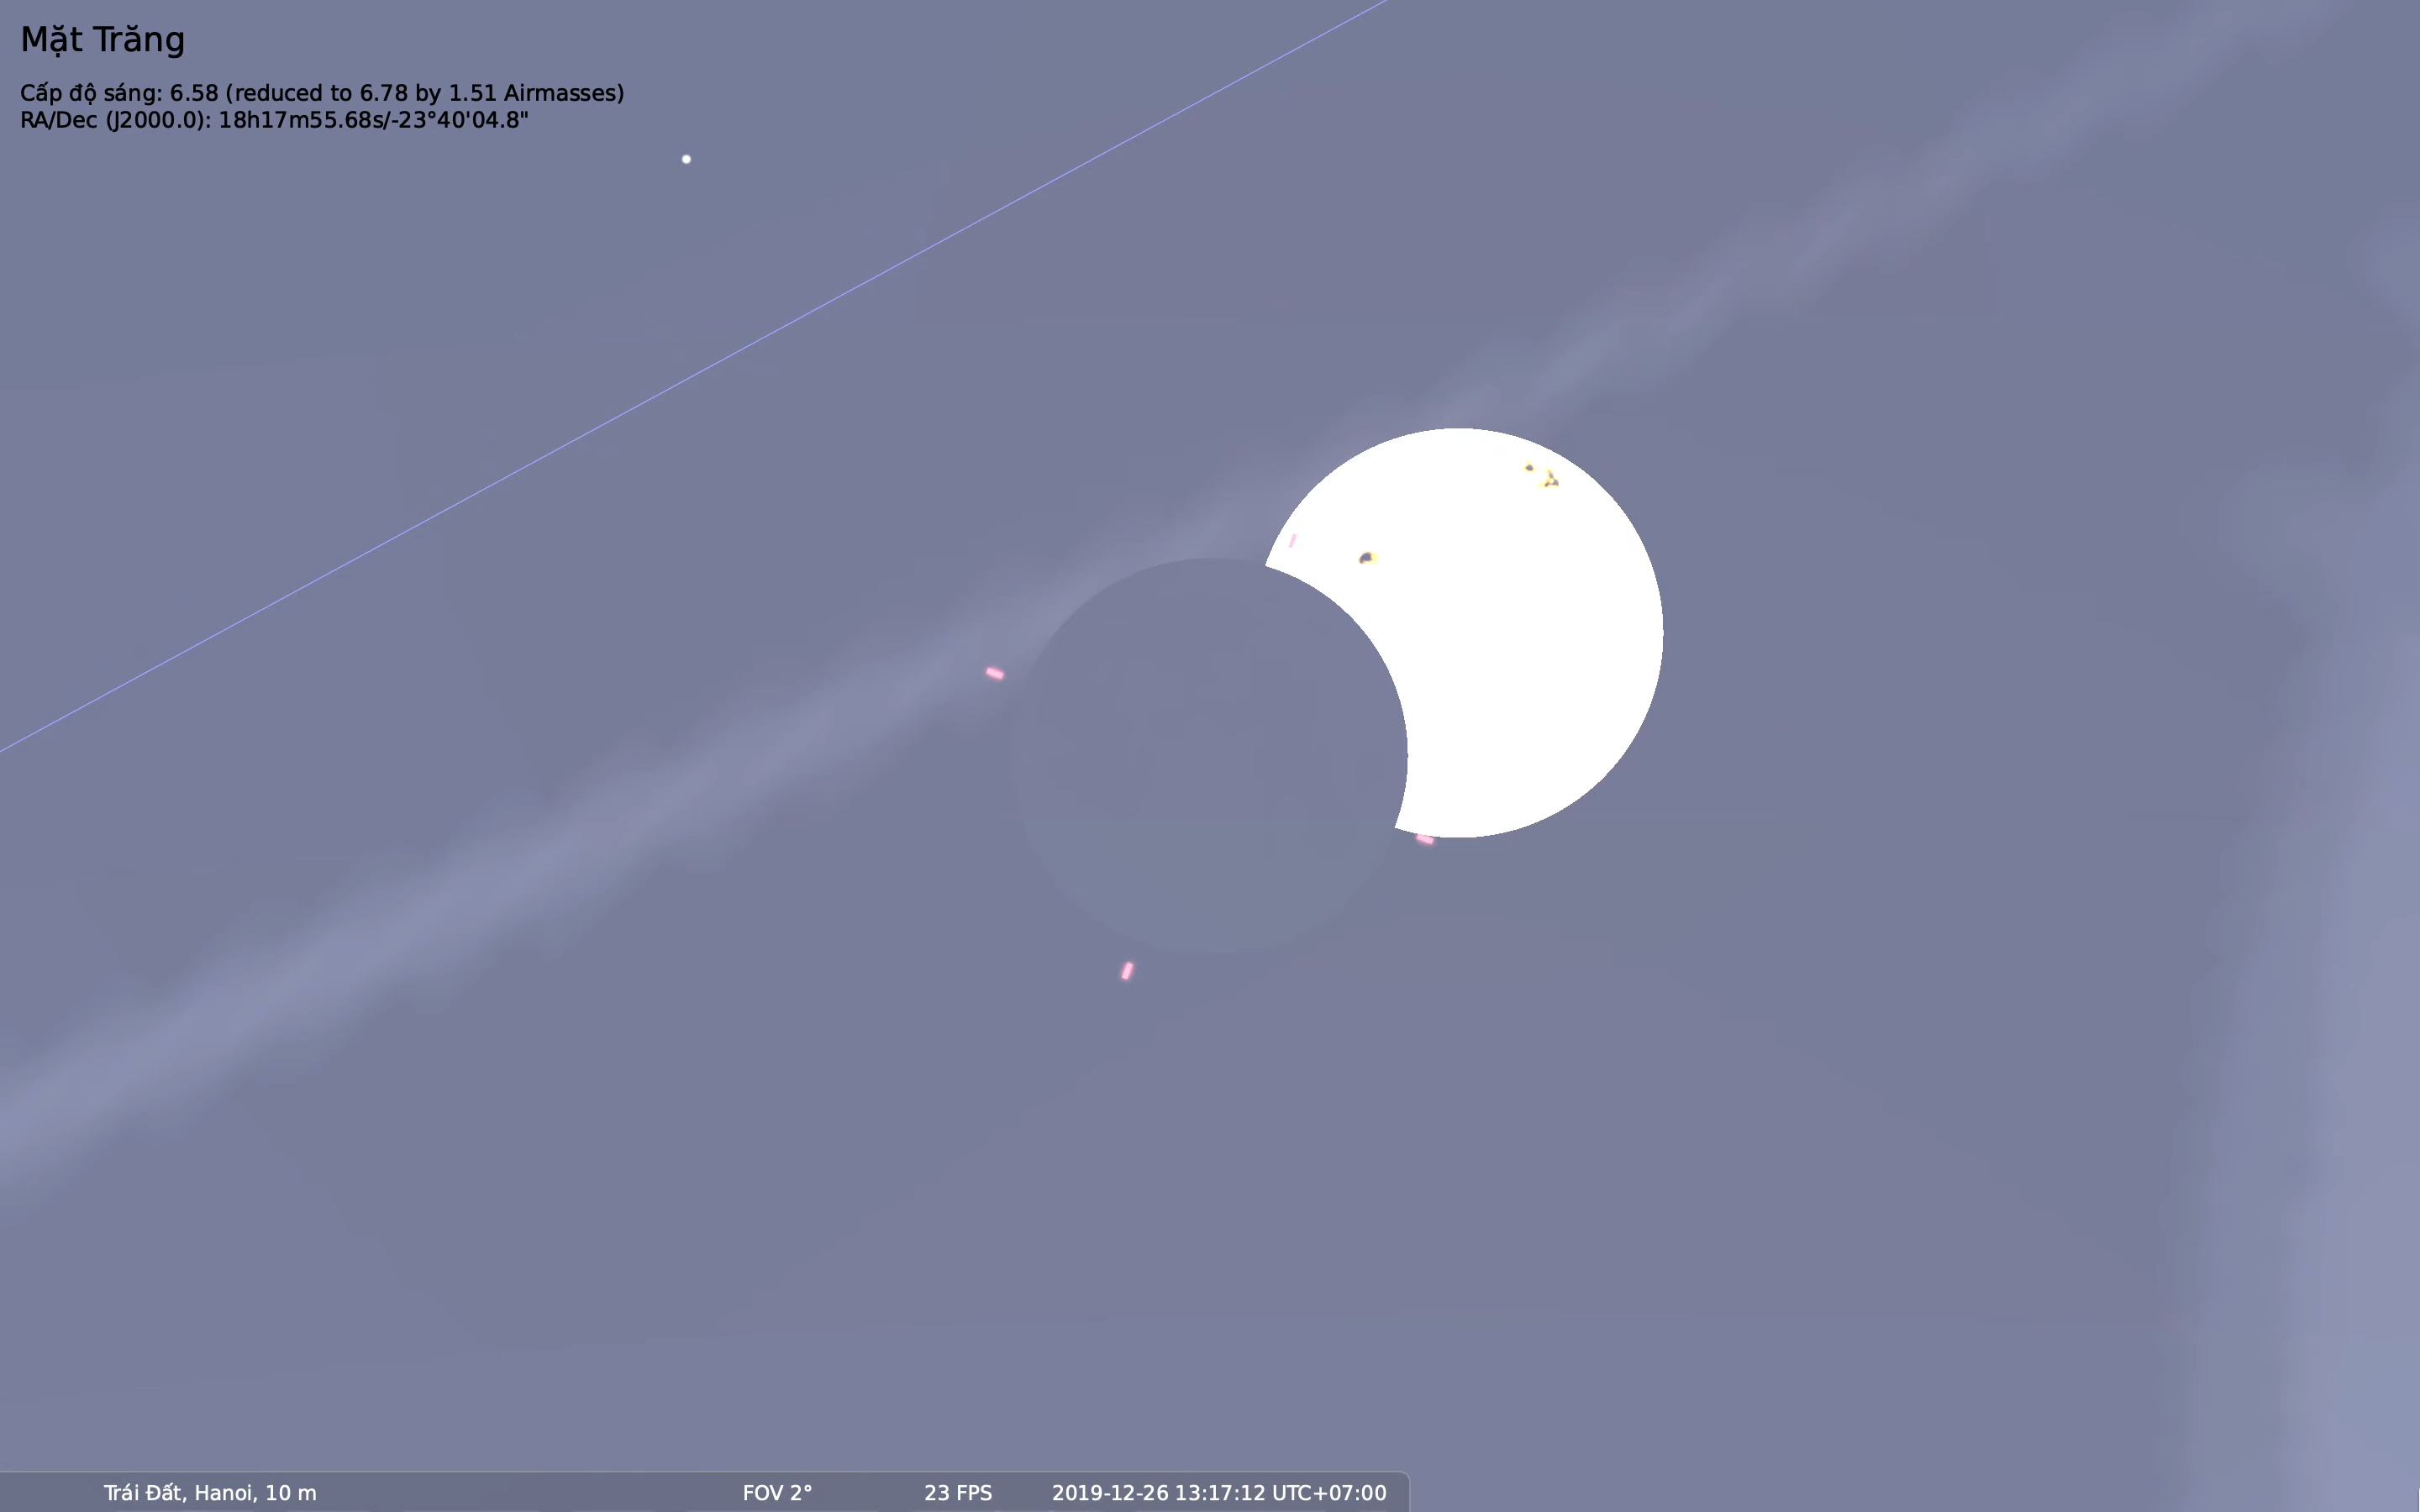 Mặt Trăng
Cấp độ sáng: 6.58 (reduced to 6.78 by 1.51 Airmasses)
RA/Dec (J2000.0): 18h17m55.68s/-23°40'04.8"
Trái Đất, Hanoi, 10 m FOV 2° 23 FPS 2019-12-26 13:17:12 UTC+07:00